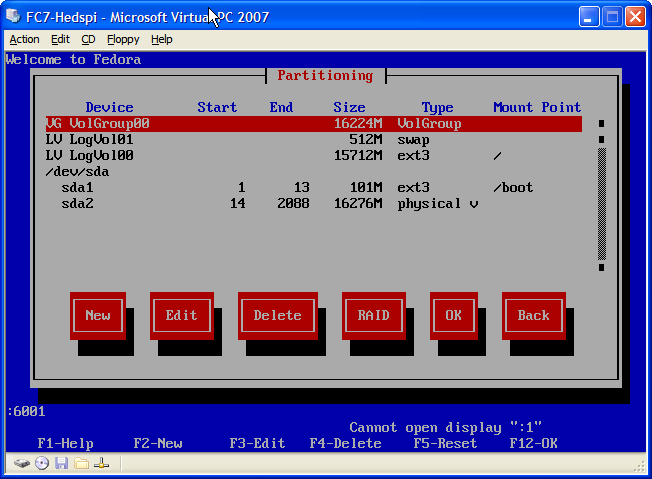 FC7-Hedspi - Microsoft Virtual PC 2007
Action Edit CD Floppy Help
Welcome to Fedora
Partitioning
Device Start End Size Type Mount Point
VG VolGroup00 16224M VolGroup
LV LogVol01 512M swap
LV LogVol00 15712M ext3 /
/dev/sda
sda1 1 13 101M ext3 /boot
sda2 14 2088 16276M physical v
New Edit Delete RAID OK Back
:6001
Cannot open display ":1"
F1-Help F2-New F3-Edit F4-Delete F5-Reset F12-OK